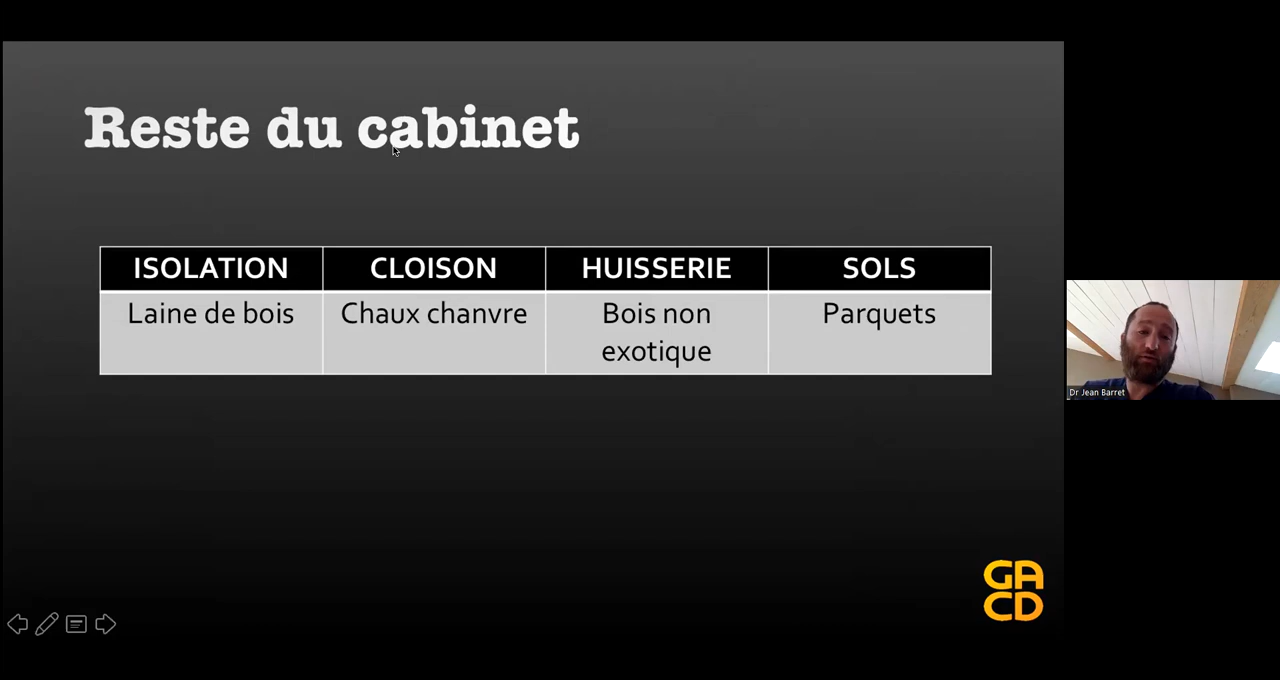 Reste du cabinet
ISOLATION CLOISON HUISSERIE SOLS
Laine de bois Chaux chanvre Bois non exotique Parquets
Dr Jean Barret
GA
CD